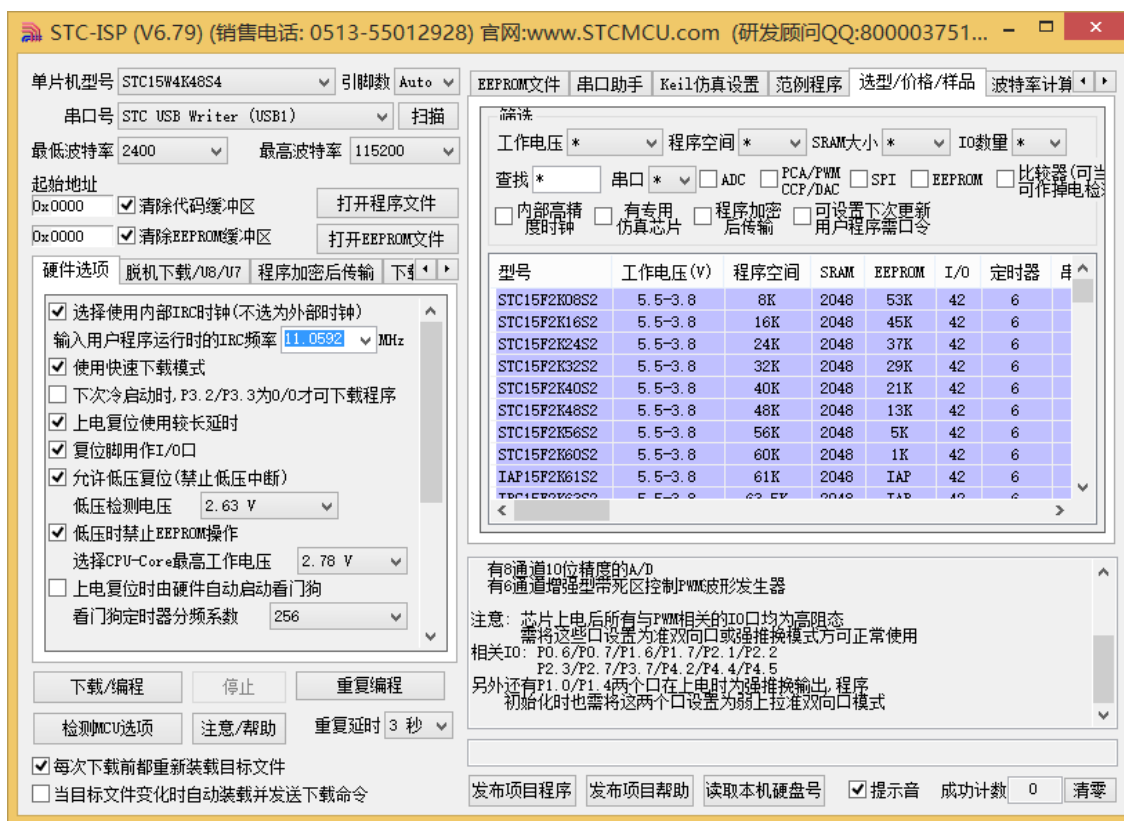 STC-ISP (V6.79) (销售电话: 0513-55012928) 官网:www.STCMCU.com (研发顾问QQ:800003751...
单片机型号 STC15W4K48S4 引脚数 Auto
串口号 STC USB Writer (USB1) 扫描
最低波特率 2400 最高波特率 115200
起始地址
0x0000 清除代码缓冲区 打开程序文件
0x0000 清除EEPROM缓冲区 打开EEPROM文件
硬件选项 脱机下载/U8/U7 程序加密后传输
选择使用内部IRC时钟(不选为外部时钟)
输入用户程序运行时的IRC频率 11.0592 MHz
使用快速下载模式
下次冷启动时,P3.2/P3.3为0/0才可下载程序
上电复位使用较长延时
复位脚用作I/O口
允许低压复位(禁止低压中断)
低压检测电压 2.63 V
低压时禁止EEPROM操作
选择CPU-Core最高工作电压 2.78 V
上电复位时由硬件自动启动看门狗
看门狗定时器分频系数 256
下载/编程 停止 重复编程
检测MCU选项 注意/帮助 重复延时 3 秒
每次下载前都重新装载目标文件
当目标文件变化时自动装载并发送下载命令
EEPROM文件 串口助手 Keil仿真设置 范例程序 选型/价格/样品 波特率计算
筛选
工作电压 * 程序空间 * SRAM大小 * IO数量 *
查找 * 串口 * ADC PCA/PWM CCP/DAC SPI EEPROM 比较器(可当 可作掉电检
内部高精度时钟 有专用仿真芯片 程序加密后传输 可设置下次更新用户程序需口令
型号 工作电压(V) 程序空间 SRAM EEPROM I/O 定时器
STC15F2K08S2 5.5-3.8 8K 2048 53K 42 6
STC15F2K16S2 5.5-3.8 16K 2048 45K 42 6
STC15F2K24S2 5.5-3.8 24K 2048 37K 42 6
STC15F2K32S2 5.5-3.8 32K 2048 29K 42 6
STC15F2K40S2 5.5-3.8 40K 2048 21K 42 6
STC15F2K48S2 5.5-3.8 48K 2048 13K 42 6
STC15F2K56S2 5.5-3.8 56K 2048 5K 42 6
STC15F2K60S2 5.5-3.8 60K 2048 1K 42 6
IAP15F2K61S2 5.5-3.8 61K 2048 IAP 42 6
有8通道10位精度的A/D
有6通道增强型带死区控制PWM波形发生器
注意: 芯片上电后所有与PWM相关的IO口均为高阻态
需将这些口设置为准双向口或强推挽模式方可正常使用
相关IO: P0.6/P0.7/P1.6/P1.7/P2.1/P2.2
P2.3/P2.7/P3.7/P4.2/P4.4/P4.5
另外还有P1.0/P1.4两个口在上电时为强推挽输出,程序
初始化时也需将这两个口设置为弱上拉准双向口模式
发布项目程序 发布项目帮助 读取本机硬盘号 提示音 成功计数 0 清零